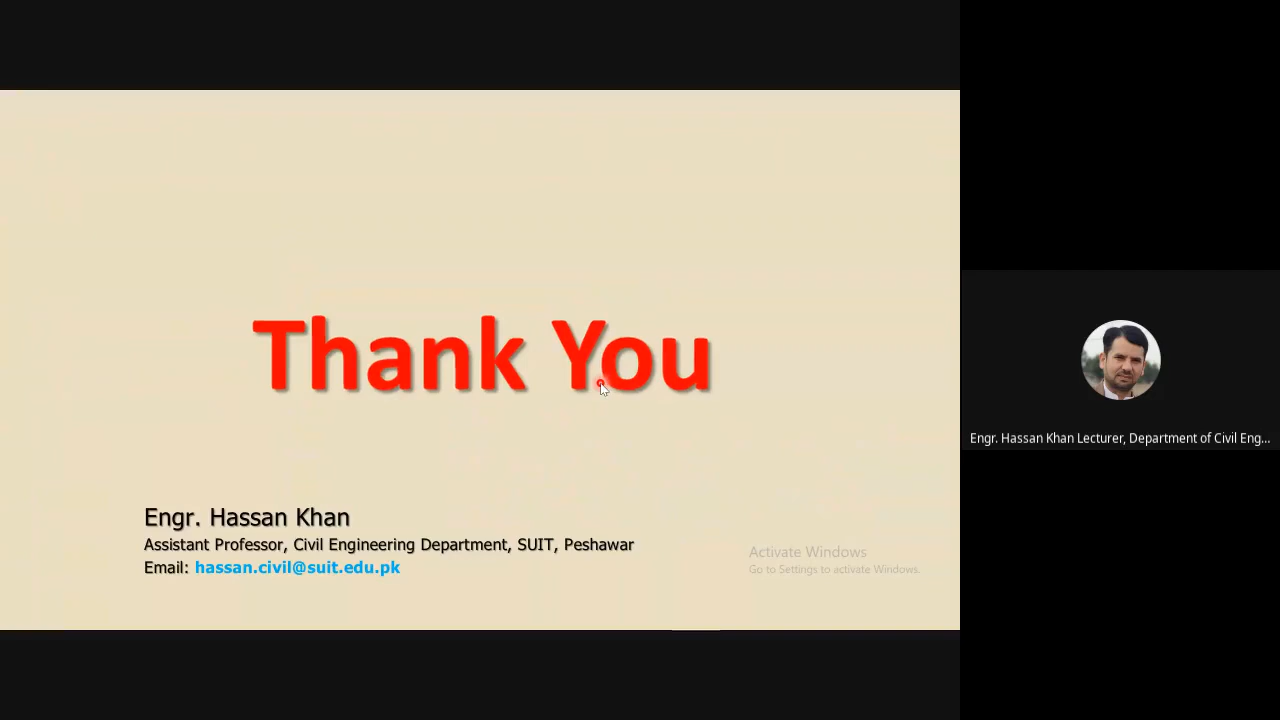 Thank You
Engr. Hassan Khan
Assistant Professor, Civil Engineering Department, SUIT, Peshawar
Email: hassan.civil@suit.edu.pk
Activate Windows
Go to Settings to activate Windows.
Engr. Hassan Khan Lecturer, Department of Civil Eng...